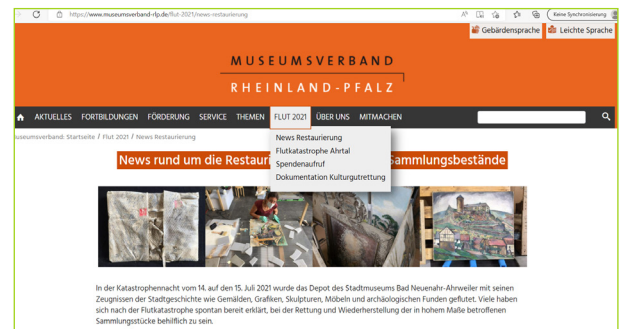 https://www.museumsverband-rlp.de/flut-2021/news-restaurierung
Keine Synchronisierung
Gebärdensprache Leichte Sprache
MUSEUMSVERBAND
RHEINLAND-PFALZ
AKTUELLES FORTBILDUNGEN FÖRDERUNG SERVICE THEMEN FLUT 2021 ÜBER UNS MITMACHEN
useumsverband: Startseite / Flut 2021 / News Restaurierung
News Restaurierung
Flutkatastrophe Ahrtal
Spendenaufruf
Dokumentation Kulturgutrettung
News rund um die Restauri Sammlungsbestände
In der Katastrophennacht vom 14. auf den 15. Juli 2021 wurde das Depot des Stadtmuseums Bad Neuenahr-Ahrweiler mit seinen
Zeugnissen der Stadtgeschichte wie Gemälden, Grafiken, Skulpturen, Möbeln und archäologischen Funden geflutet. Viele haben
sich nach der Flutkatastrophe spontan bereit erklärt, bei der Rettung und Wiederherstellung der in hohem Maße betroffenen
Sammlungsstücke behilflich zu sein.